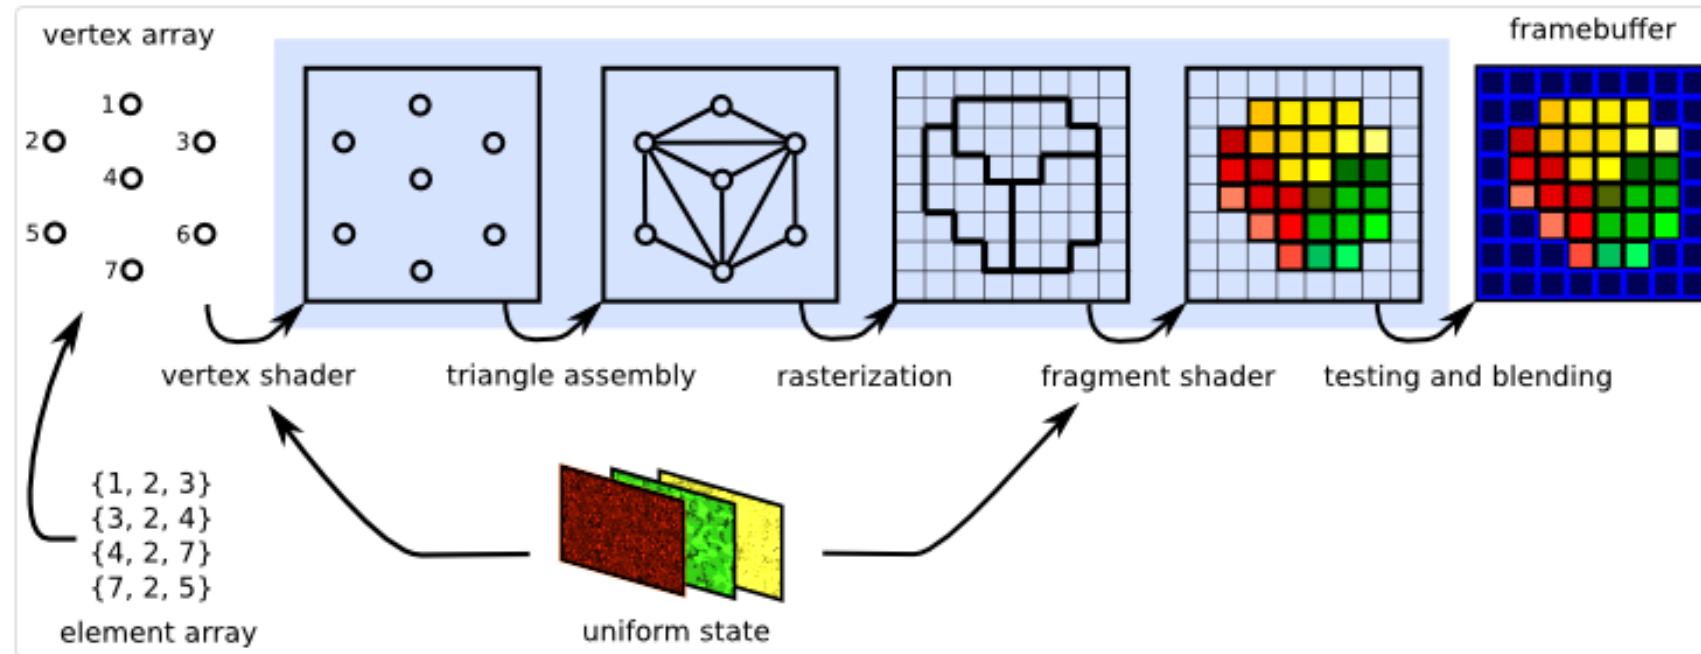 vertex array
framebuffer
1
2
3
4
5
6
7
vertex shader
triangle assembly
rasterization
fragment shader
testing and blending
{1, 2, 3}
{3, 2, 4}
{4, 2, 7}
{7, 2, 5}
element array
uniform state